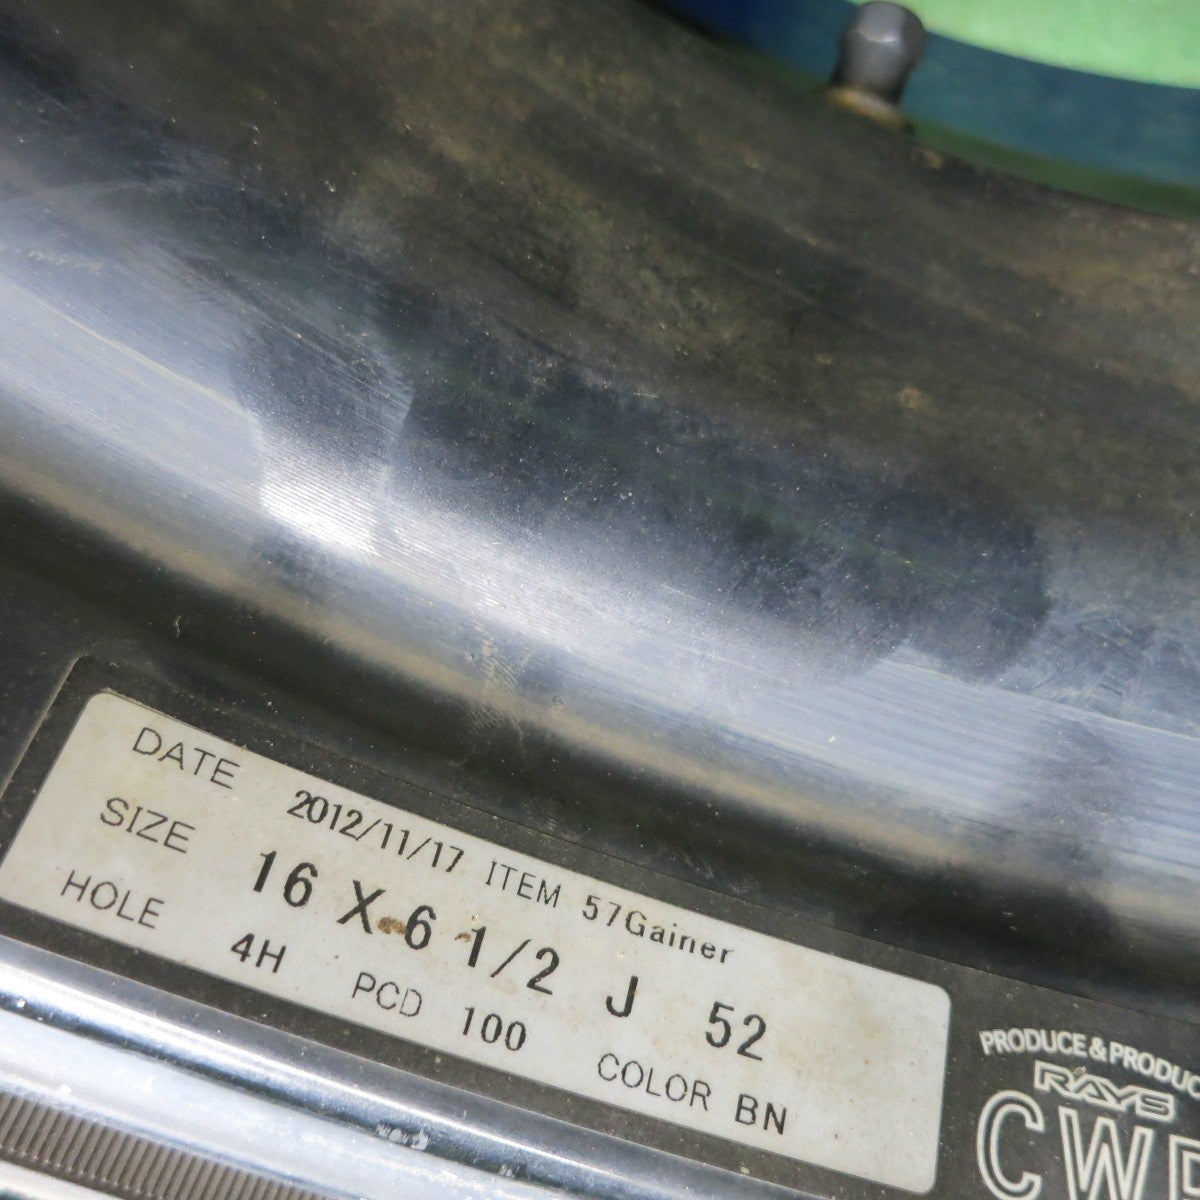 DATE 2012/11/17 ITEM 57Gainer
SIZE 16 X 6 1/2 J 52
HOLE 4H PCD 100 COLOR BN
PRODUCE & PRODUC
RAYS
CW